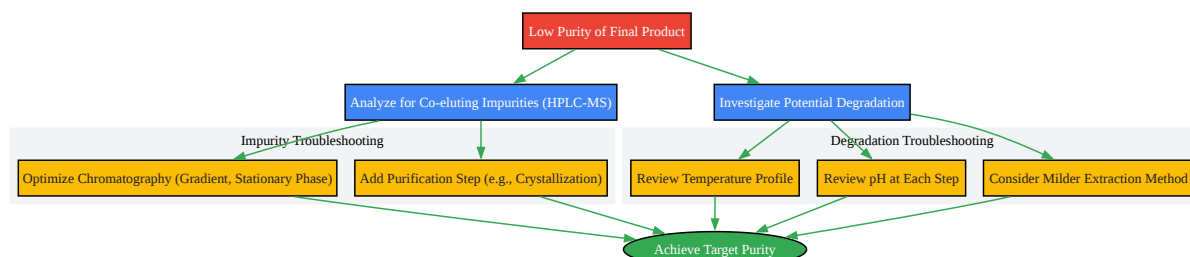 Low Purity of Final Product
Analyze for Co-eluting Impurities (HPLC-MS)
Investigate Potential Degradation
Impurity Troubleshooting
Degradation Troubleshooting
Optimize Chromatography (Gradient, Stationary Phase)
Add Purification Step (e.g., Crystallization)
Review Temperature Profile
Review pH at Each Step
Consider Milder Extraction Method
Achieve Target Purity